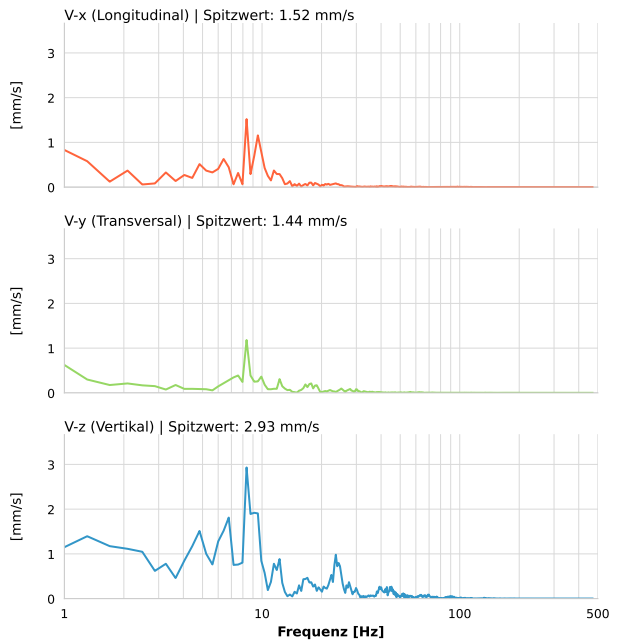 V-x (Longitudinal) | Spitzwert: 1.52 mm/s
3
2
1
0
[mm/s]
V-y (Transversal) | Spitzwert: 1.44 mm/s
3
2
1
0
[mm/s]
V-z (Vertikal) | Spitzwert: 2.93 mm/s
3
2
1
0
[mm/s]
1 10 100 500
Frequenz [Hz]